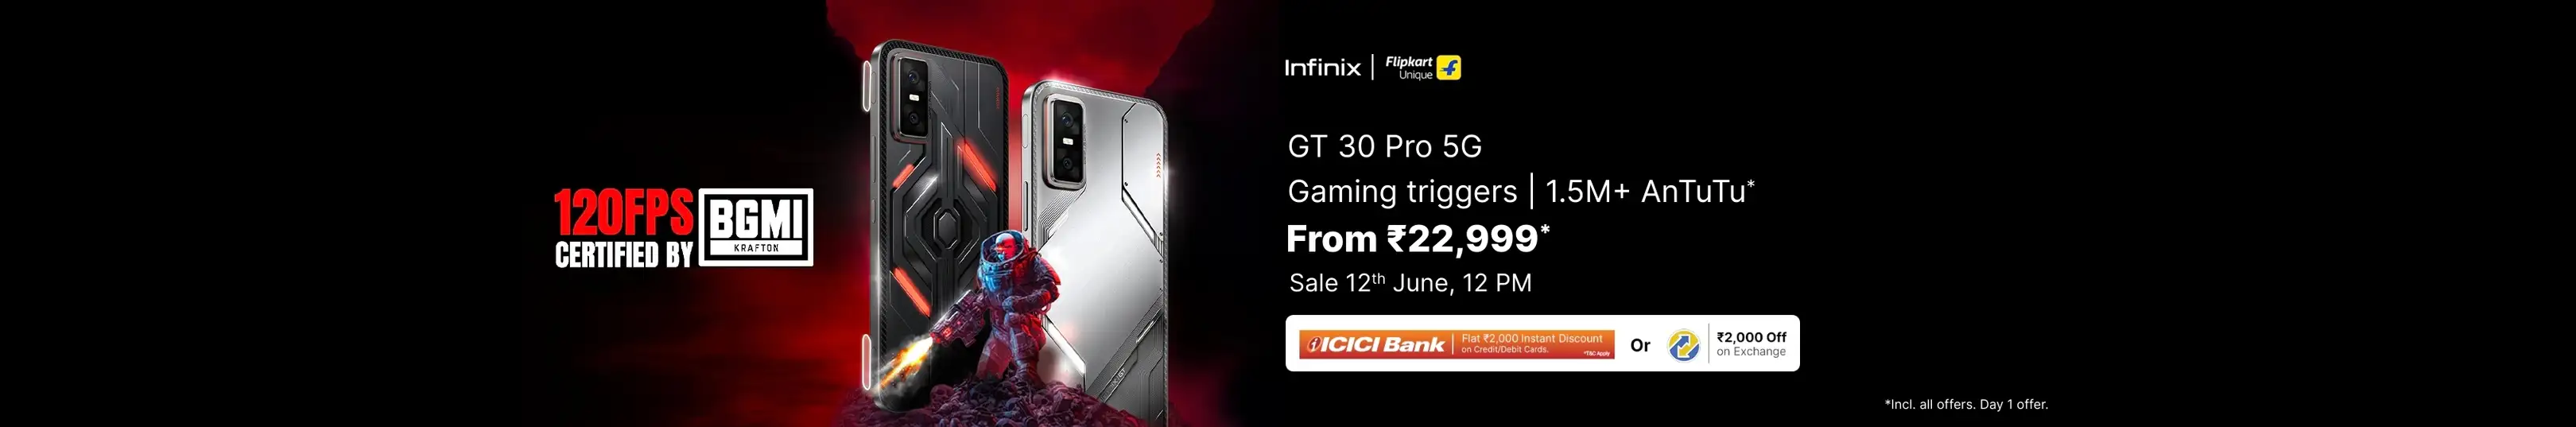 120FPS
CERTIFIED BY
BGMI
KRAFTON
Infinix
Flipkart
Unique
GT 30 Pro 5G
Gaming triggers | 1.5M+ AnTuTu*
From ₹22,999*
Sale 12th June, 12 PM
ICICI Bank
Flat ₹2,000 Instant Discount
on Credit/Debit Cards.
*T&C Apply
Or
₹2,000 Off
on Exchange
*Incl. all offers. Day 1 offer.